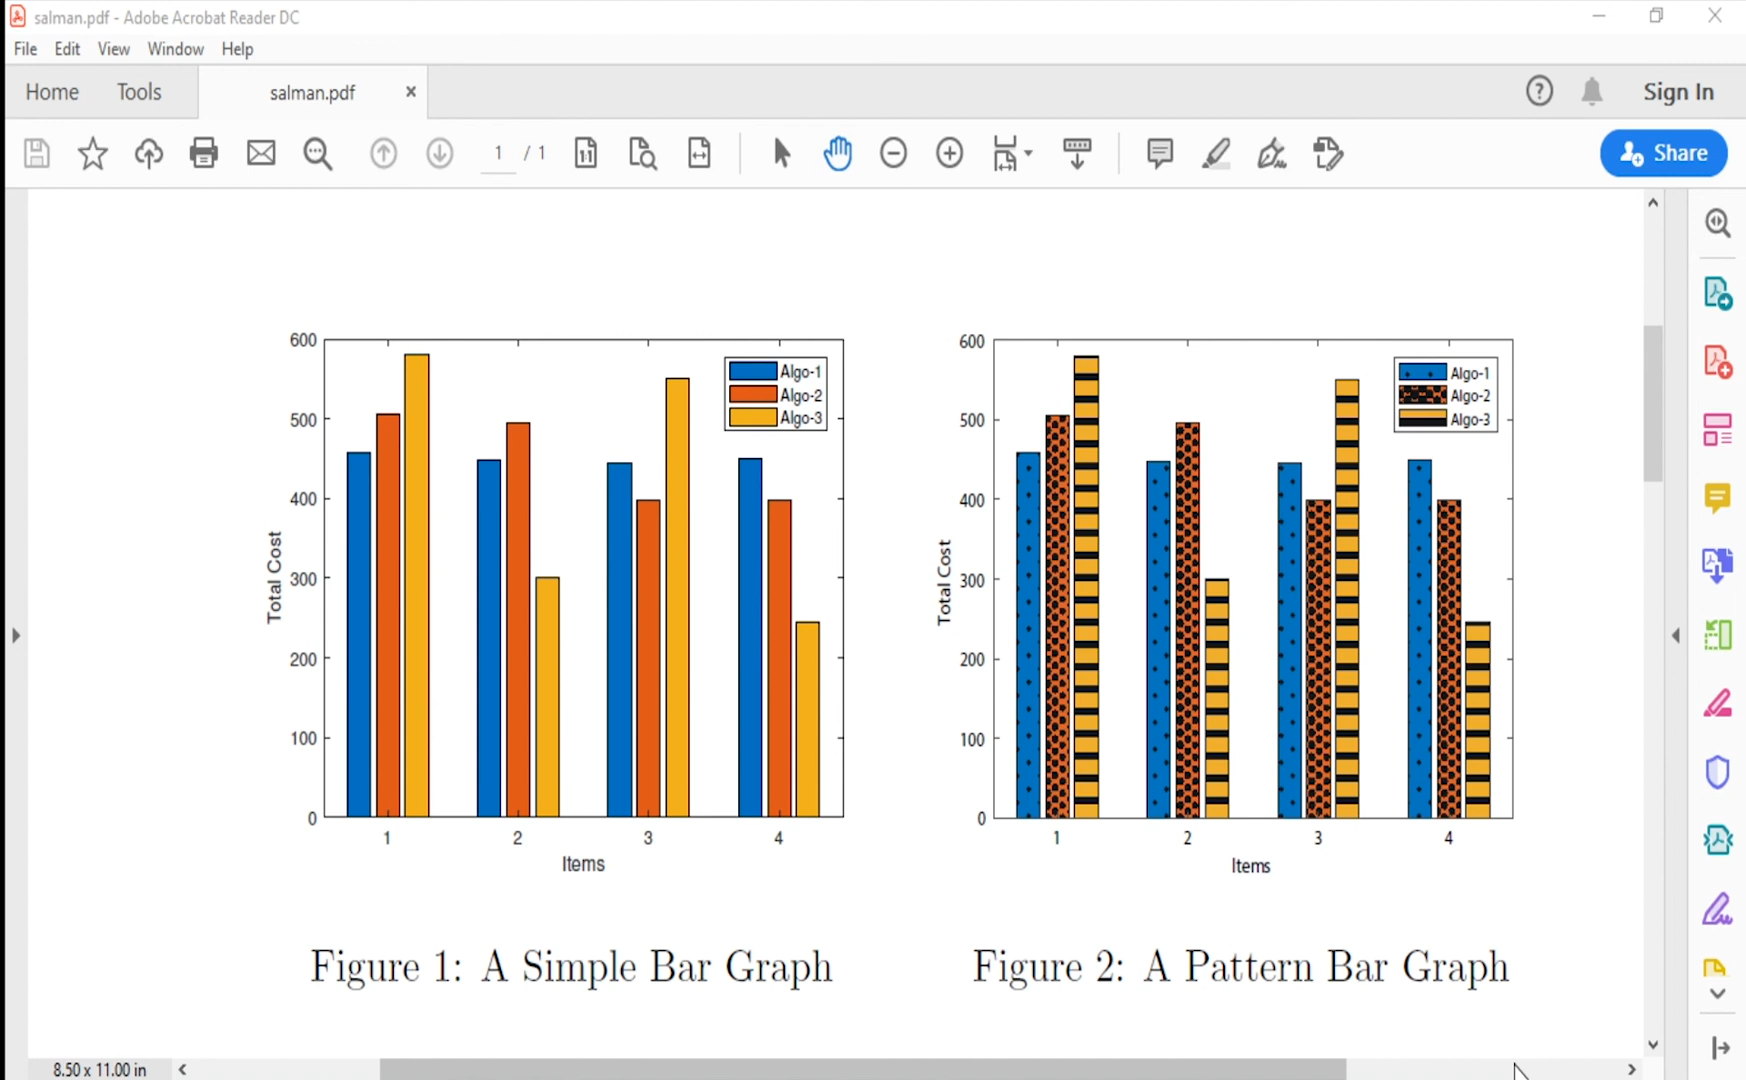 salman.pdf - Adobe Acrobat Reader DC
File Edit View Window Help
Home Tools salman.pdf × ? Sign In
1 / 1 1:1 Share
600
500
400
300
200
100
0
Total Cost
1 2 3 4
Items
Algo-1
Algo-2
Algo-3
600
500
400
300
200
100
0
Total Cost
1 2 3 4
Items
Algo-1
Algo-2
Algo-3
Figure 1: A Simple Bar Graph
Figure 2: A Pattern Bar Graph
8.50 x 11.00 in